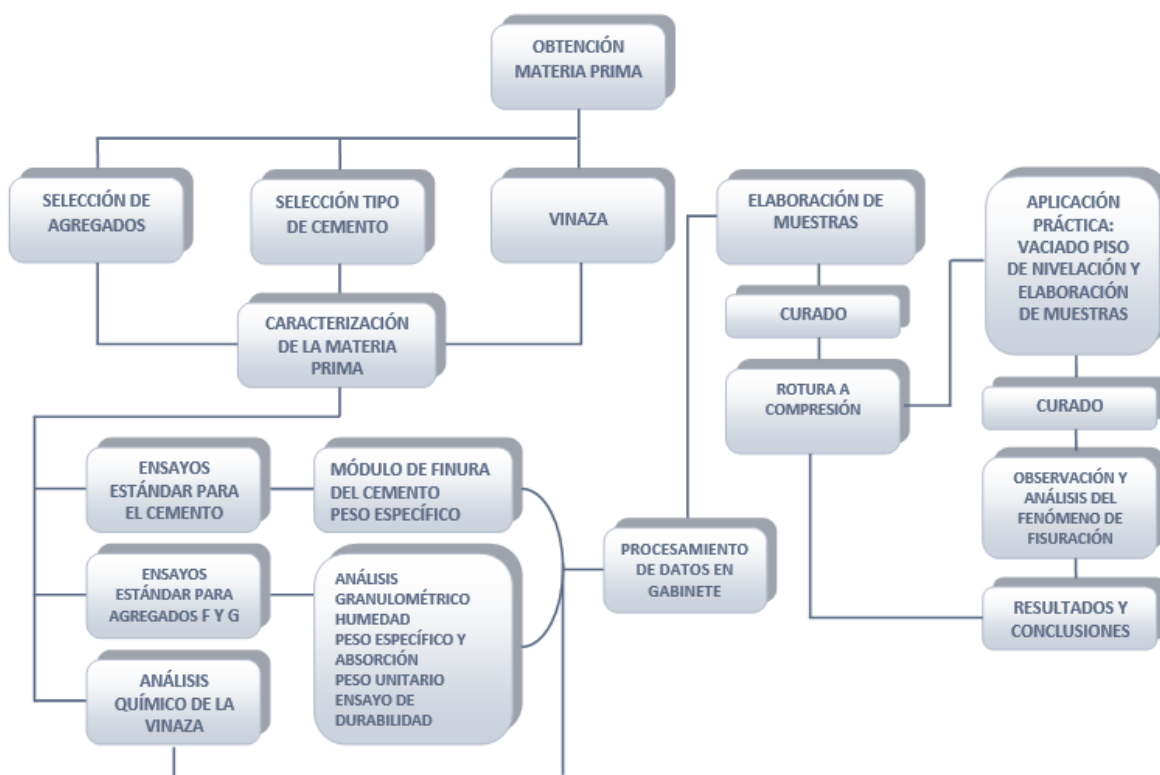 OBTENCIÓN
MATERIA PRIMA
SELECCIÓN DE
AGREGADOS
SELECCIÓN TIPO
DE CEMENTO
VINAZA
CARACTERIZACIÓN
DE LA MATERIA
PRIMA
ENSAYOS
ESTÁNDAR PARA
EL CEMENTO
MÓDULO DE FINURA
DEL CEMENTO
PESO ESPECÍFICO
ENSAYOS
ESTÁNDAR PARA
AGREGADOS F Y G
ANÁLISIS
GRANULOMÉTRICO
HUMEDAD
PESO ESPECÍFICO Y
ABSORCIÓN
PESO UNITARIO
ENSAYO DE
DURABILIDAD
ANÁLISIS
QUÍMICO DE LA
VINAZA
PROCESAMIENTO
DE DATOS EN
GABINETE
ELABORACIÓN DE
MUESTRAS
CURADO
ROTURA A
COMPRESIÓN
APLICACIÓN
PRÁCTICA:
VACIADO PISO
DE NIVELACIÓN Y
ELABORACIÓN
DE MUESTRAS
CURADO
OBSERVACIÓN Y
ANÁLISIS DEL
FENÓMENO DE
FISURACIÓN
RESULTADOS Y
CONCLUSIONES